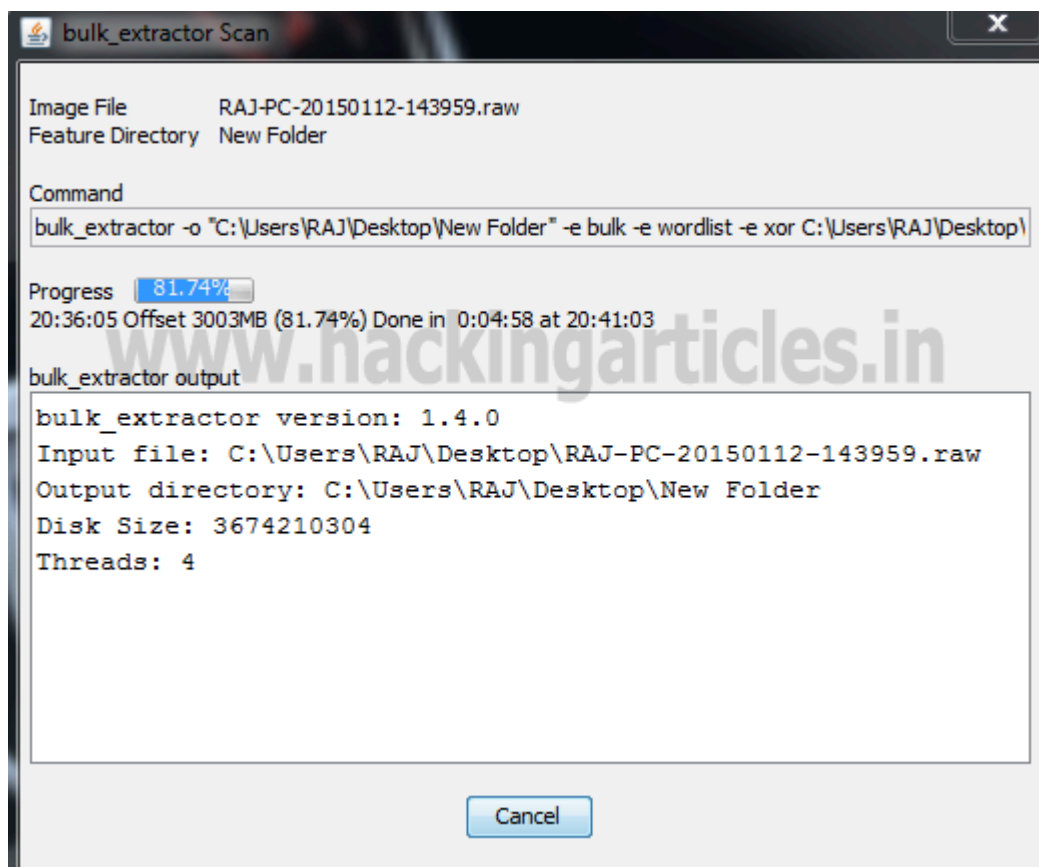 bulk_extractor Scan
X
Image File RAJ-PC-20150112-143959.raw
Feature Directory New Folder
Command
bulk_extractor -o "C:\Users\RAJ\Desktop\New Folder" -e bulk -e wordlist -e xor C:\Users\RAJ\Desktop\
Progress 81.74%
20:36:05 Offset 3003MB (81.74%) Done in 0:04:58 at 20:41:03
www.hackingarticles.in
bulk_extractor output
bulk_extractor version: 1.4.0
Input file: C:\Users\RAJ\Desktop\RAJ-PC-20150112-143959.raw
Output directory: C:\Users\RAJ\Desktop\New Folder
Disk Size: 3674210304
Threads: 4
Cancel